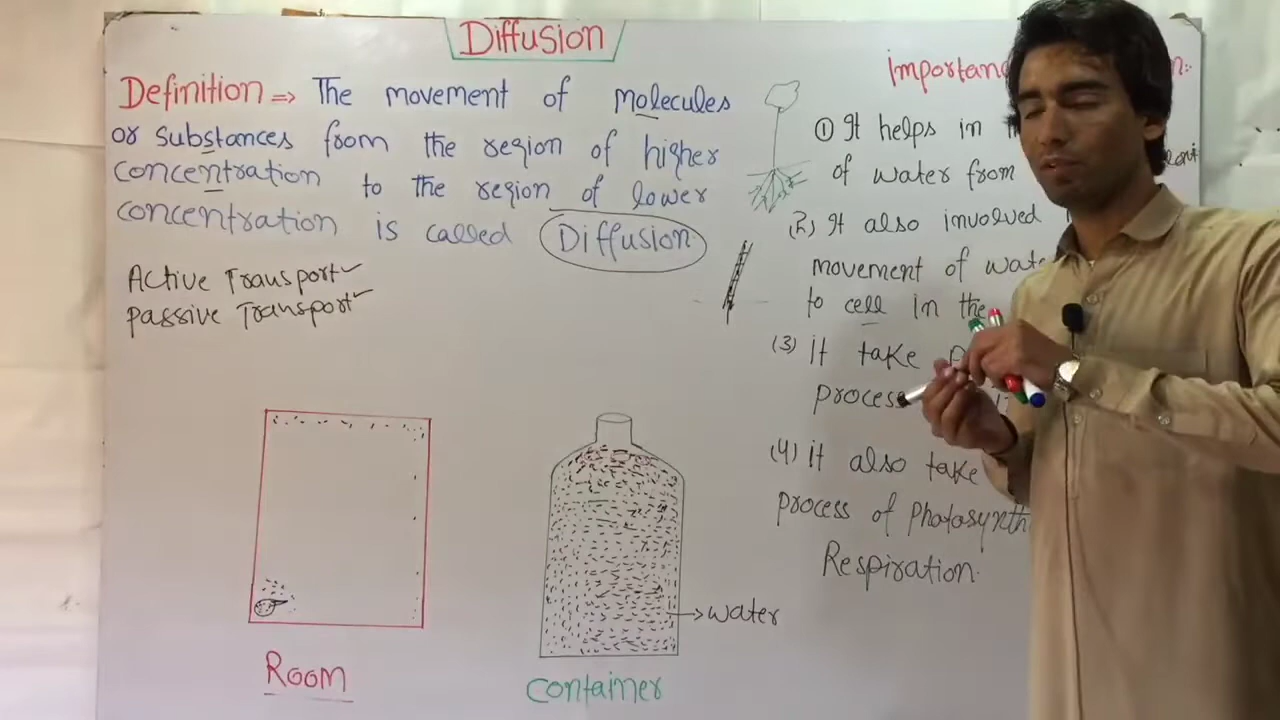 Diffusion
Definition => The movement of molecules
or substances from the region of higher
concentration to the region of lower
concentration is called Diffusion
Active Transport✓
Passive Transport✓
Room
Container
water
① It helps in
of water from
(2) It also involved
movement of wate
to cell in the
(3) It take
process
(4) it also take
process of Photosynth
Respiration.